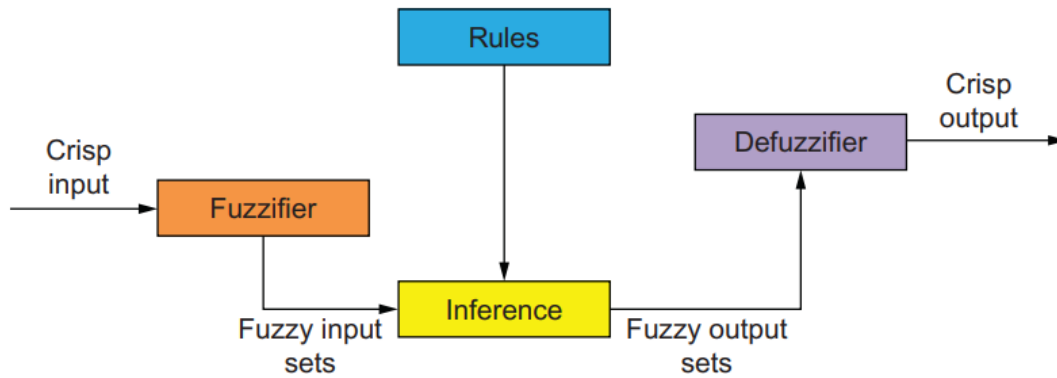 Rules
Crisp
output
Defuzzifier
Crisp
input
Fuzzifier
Inference
Fuzzy input
sets
Fuzzy output
sets